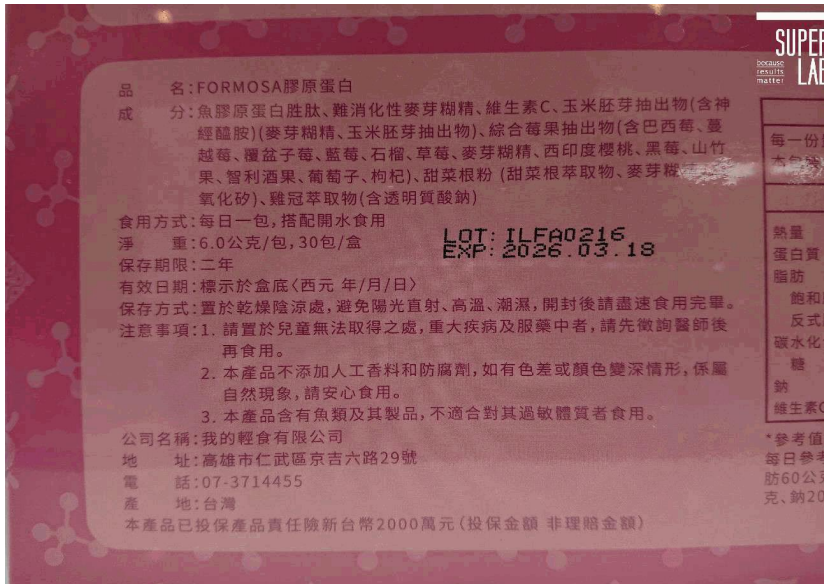 SUPER
LAB
because
results
matter
品 名:FORMOSA膠原蛋白
成 分:魚膠原蛋白胜肽、難消化性麥芽糊精、維生素C、玉米胚芽抽出物(含神
經醯胺)(麥芽糊精、玉米胚芽抽出物)、綜合莓果抽出物(含巴西莓、蔓
越莓、覆盆子莓、藍莓、石榴、草莓、麥芽糊精、西印度櫻桃、黑莓、山竹
果、智利酒果、葡萄子、枸杞)、甜菜根粉 (甜菜根萃取物、麥芽糊
氧化矽)、雞冠萃取物(含透明質酸鈉)
食用方式:每日一包,搭配開水食用
淨 重:6.0公克/包,30包/盒
LOT: ILFA0216
EXP: 2026.03.18
保存期限:二年
有效日期:標示於盒底〈西元 年/月/日〉
保存方式:置於乾燥陰涼處,避免陽光直射、高溫、潮濕,開封後請盡速食用完畢。
注意事項:1. 請置於兒童無法取得之處,重大疾病及服藥中者,請先徵詢醫師後
再食用。
2. 本產品不添加人工香料和防腐劑,如有色差或顏色變深情形,係屬
自然現象,請安心食用。
3. 本產品含有魚類及其製品,不適合對其過敏體質者食用。
公司名稱:我的輕食有限公司
地 址:高雄市仁武區京吉六路29號
電 話:07-3714455
產 地:台灣
本產品已投保產品責任險新台幣2000萬元(投保金額 非理賠金額)
每一份
熱量
蛋白質
脂肪
飽和
反式
碳水化
糖
鈉
維生素C
*參考值
每日參考
肪60公
克、鈉20